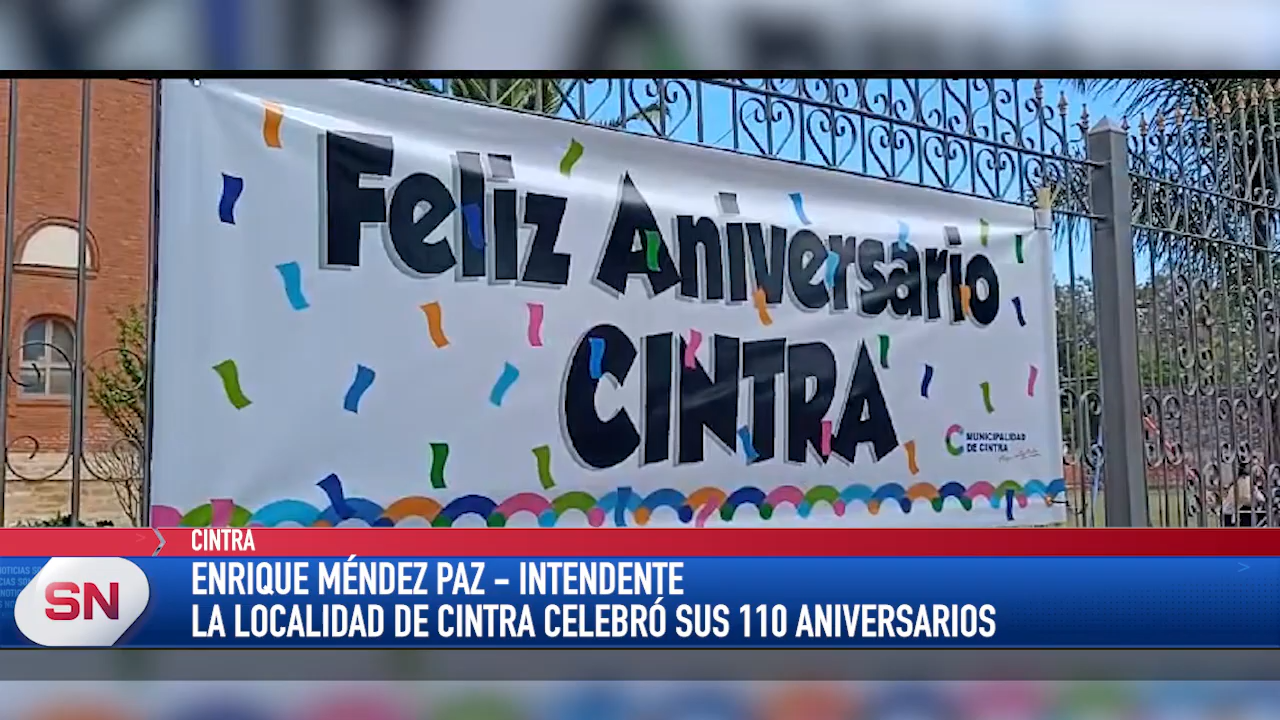 Feliz Aniversario
CINTRA
MUNICIPALIDAD
DE CINTRA
CINTRA
SN
ENRIQUE MÉNDEZ PAZ - INTENDENTE
LA LOCALIDAD DE CINTRA CELEBRÓ SUS 110 ANIVERSARIOS